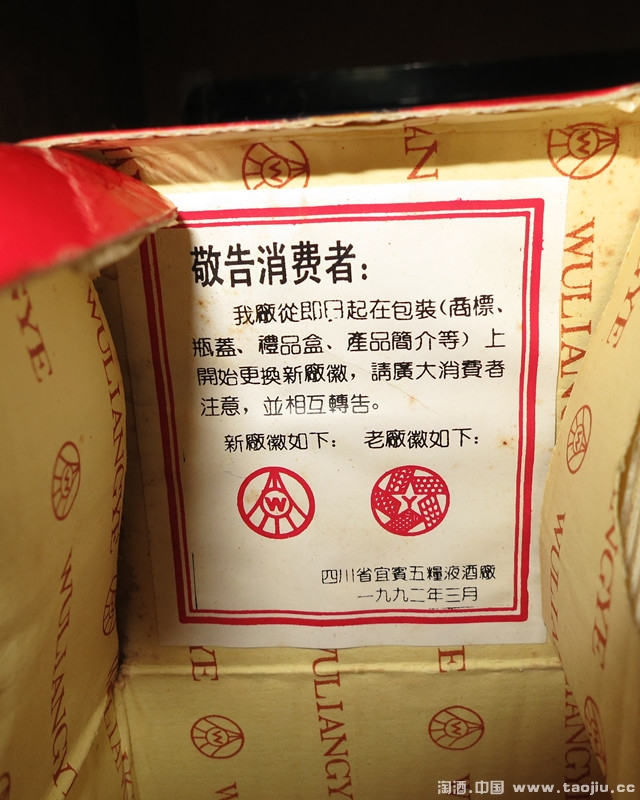 敬告消费者：
我廠從即日起在包裝（商標、
瓶蓋、禮品盒、產品簡介等）上
開始更換新廠徽，請廣大消費者
注意，並相互轉告。
新廠徽如下： 老廠徽如下：
W Y
四川省宜賓五糧液酒廠
一九九二年三月
WULIANGYE
WULIANGYE
WULIANGYE
淘酒.中国 www.taojiu.cc